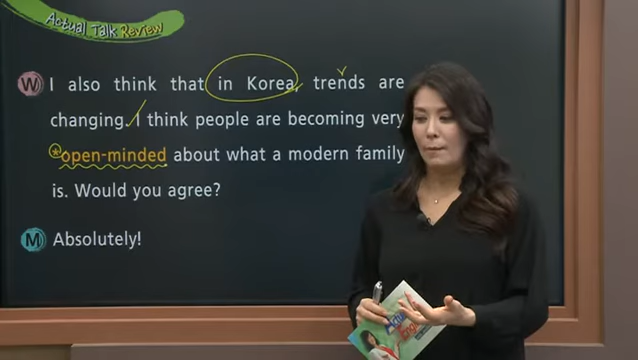 Actual Talk Review
W I also think that in Korea, trends are
changing. I think people are becoming very
*open-minded about what a modern family
is. Would you agree?
M Absolutely!